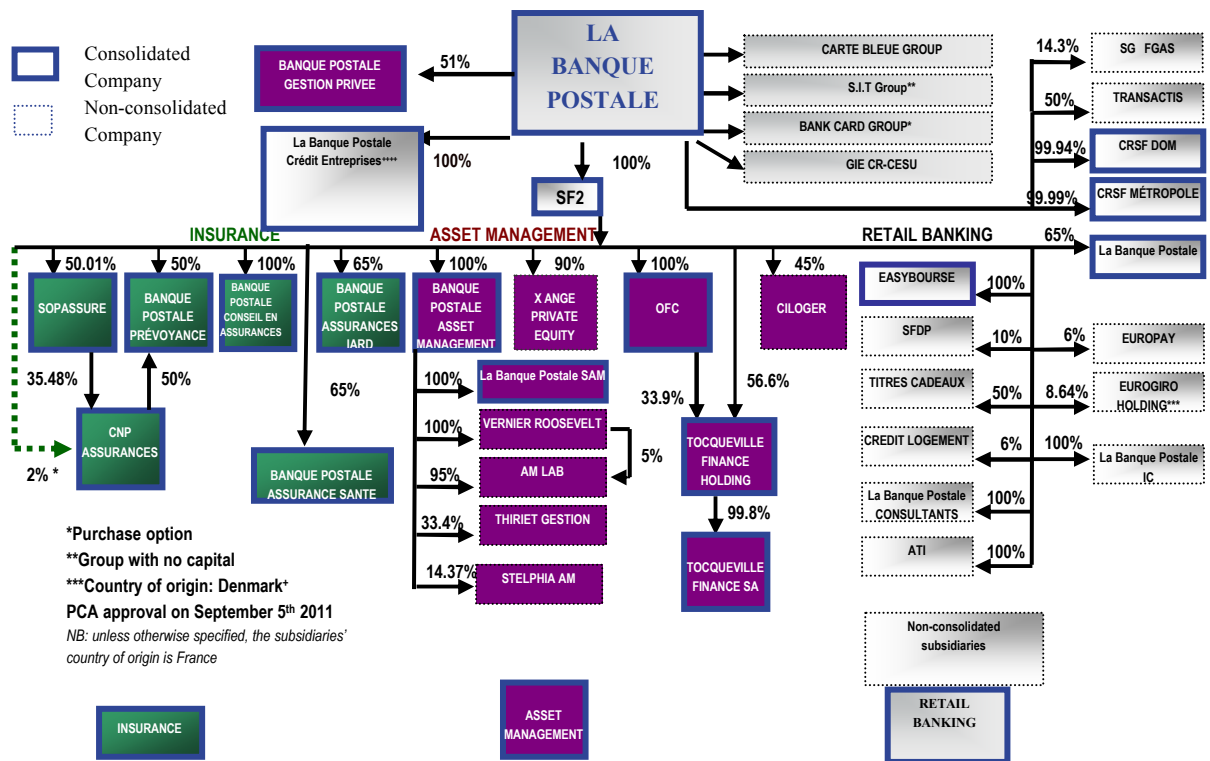 Consolidated
Company
Non-consolidated
Company
BANQUE POSTALE
GESTION PRIVEE
51%
LA
BANQUE
POSTALE
La Banque Postale
Crédit Entreprises++++
100%
100%
SF2
CARTE BLEUE GROUP
S.I.T Group**
BANK CARD GROUP*
GIE CR-CESU
14.3%
SG FGAS
50%
TRANSACTIS
99.94%
CRSF DOM
99.99%
CRSF MÉTROPOLE
INSURANCE
ASSET MANAGEMENT
RETAIL BANKING
65%
La Banque Postale
50.01%
SOPASSURE
50%
BANQUE
POSTALE
PRÉVOYANCE
100%
BANQUE
POSTALE
CONSEIL EN
ASSURANCES
65%
BANQUE
POSTALE
ASSURANCES
IARD
100%
BANQUE
POSTALE
ASSET
MANAGEMENT
90%
X ANGE
PRIVATE
EQUITY
100%
OFC
45%
CILOGER
35.48%
50%
CNP
ASSURANCES
2% *
65%
BANQUE POSTALE
ASSURANCE SANTE
100%
La Banque Postale SAM
100%
VERNIER ROOSEVELT
5%
95%
AM LAB
33.4%
THIRIET GESTION
14.37%
STELPHIA AM
33.9%
56.6%
TOCQUEVILLE
FINANCE
HOLDING
99.8%
TOCQUEVILLE
FINANCE SA
EASYBOURSE
100%
SFDP
10%
6%
EUROPAY
TITRES CADEAUX
50%
8.64%
EUROGIRO
HOLDING***
CREDIT LOGEMENT
6%
100%
La Banque Postale
IC
La Banque Postale
CONSULTANTS
100%
ATI
100%
*Purchase option
**Group with no capital
***Country of origin: Denmark+
PCA approval on September 5th 2011
NB: unless otherwise specified, the subsidiaries'
country of origin is France
Non-consolidated
subsidiaries
INSURANCE
ASSET
MANAGEMENT
RETAIL
BANKING